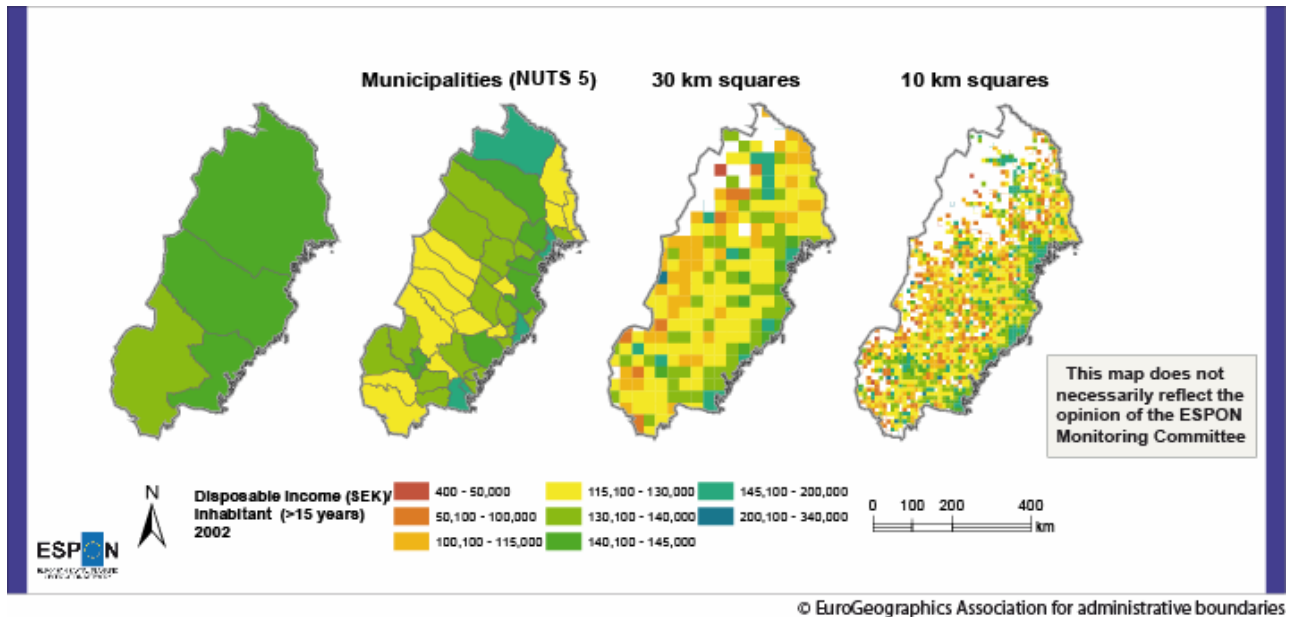 Municipalities (NUTS 5)
30 km squares
10 km squares
This map does not
necessarily reflect the
opinion of the ESPON
Monitoring Committee
N
Disposable Income (SEK)/
Inhabitant (>15 years)
2002
400 - 50,000
50,100 - 100,000
100,100 - 115,000
115,100 - 130,000
130,100 - 140,000
140,100 - 145,000
145,100 - 200,000
200,100 - 340,000
0 100 200 400
km
ESPON
© EuroGeographics Association for administrative boundaries